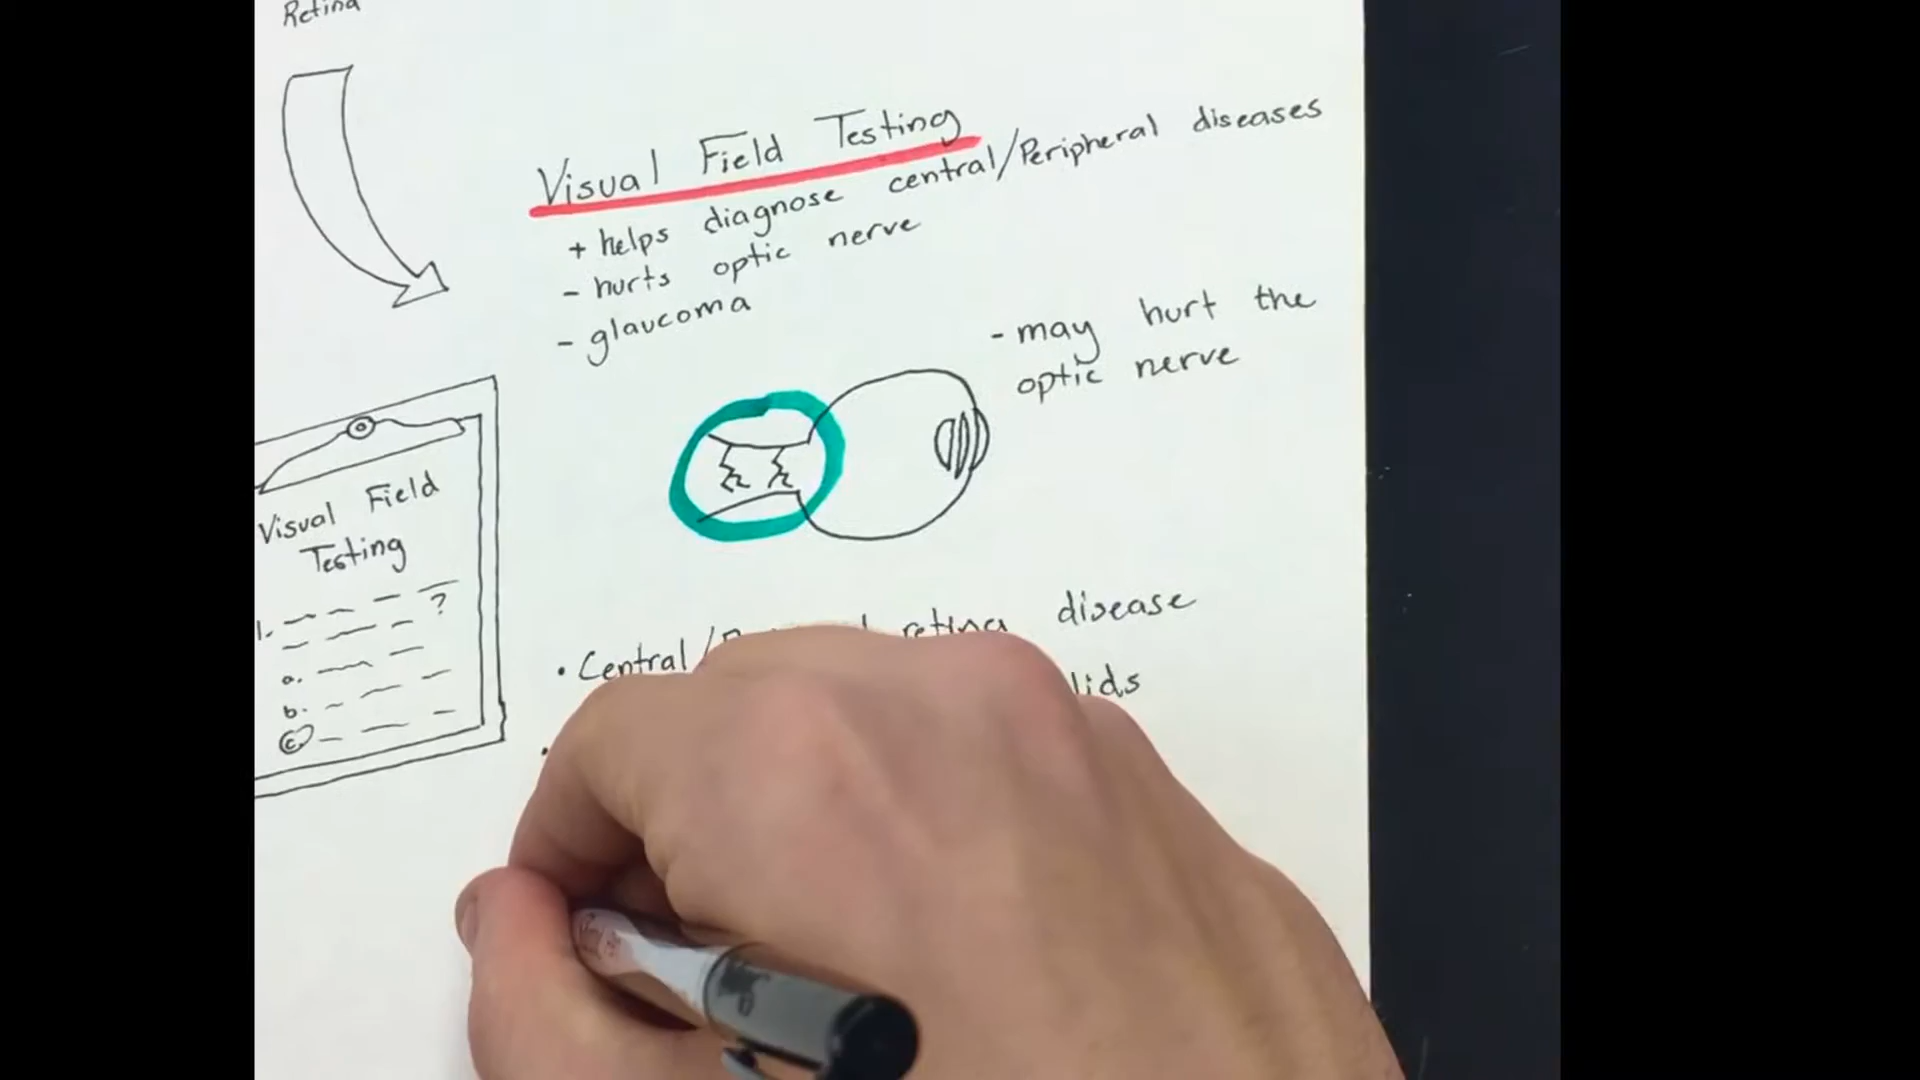 Retina
Visual Field Testing
+ helps diagnose central/Peripheral diseases
- hurts optic nerve
- glaucoma
- may hurt the
optic nerve
Visual Field
Testing
1. ?
a.
b.
c.
• Central/ retina disease
lids